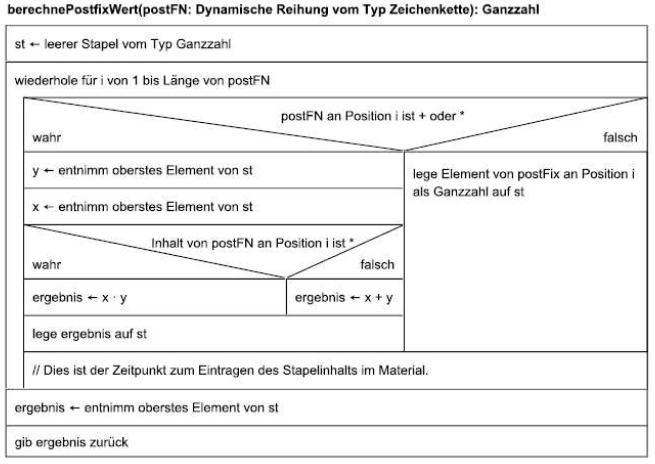 berechnePostfixWert(postFN: Dynamische Reihung vom Typ Zeichenkette): Ganzzahl
st ← leerer Stapel vom Typ Ganzzahl
wiederhole für i von 1 bis Länge von postFN
postFN an Position i ist + oder *
wahr
falsch
y ← entnimm oberstes Element von st
x ← entnimm oberstes Element von st
Inhalt von postFN an Position i ist *
wahr
falsch
ergebnis ← x · y
ergebnis ← x + y
lege ergebnis auf st
lege Element von postFix an Position i
als Ganzzahl auf st
// Dies ist der Zeitpunkt zum Eintragen des Stapelinhalts im Material.
ergebnis ← entnimm oberstes Element von st
gib ergebnis zurück